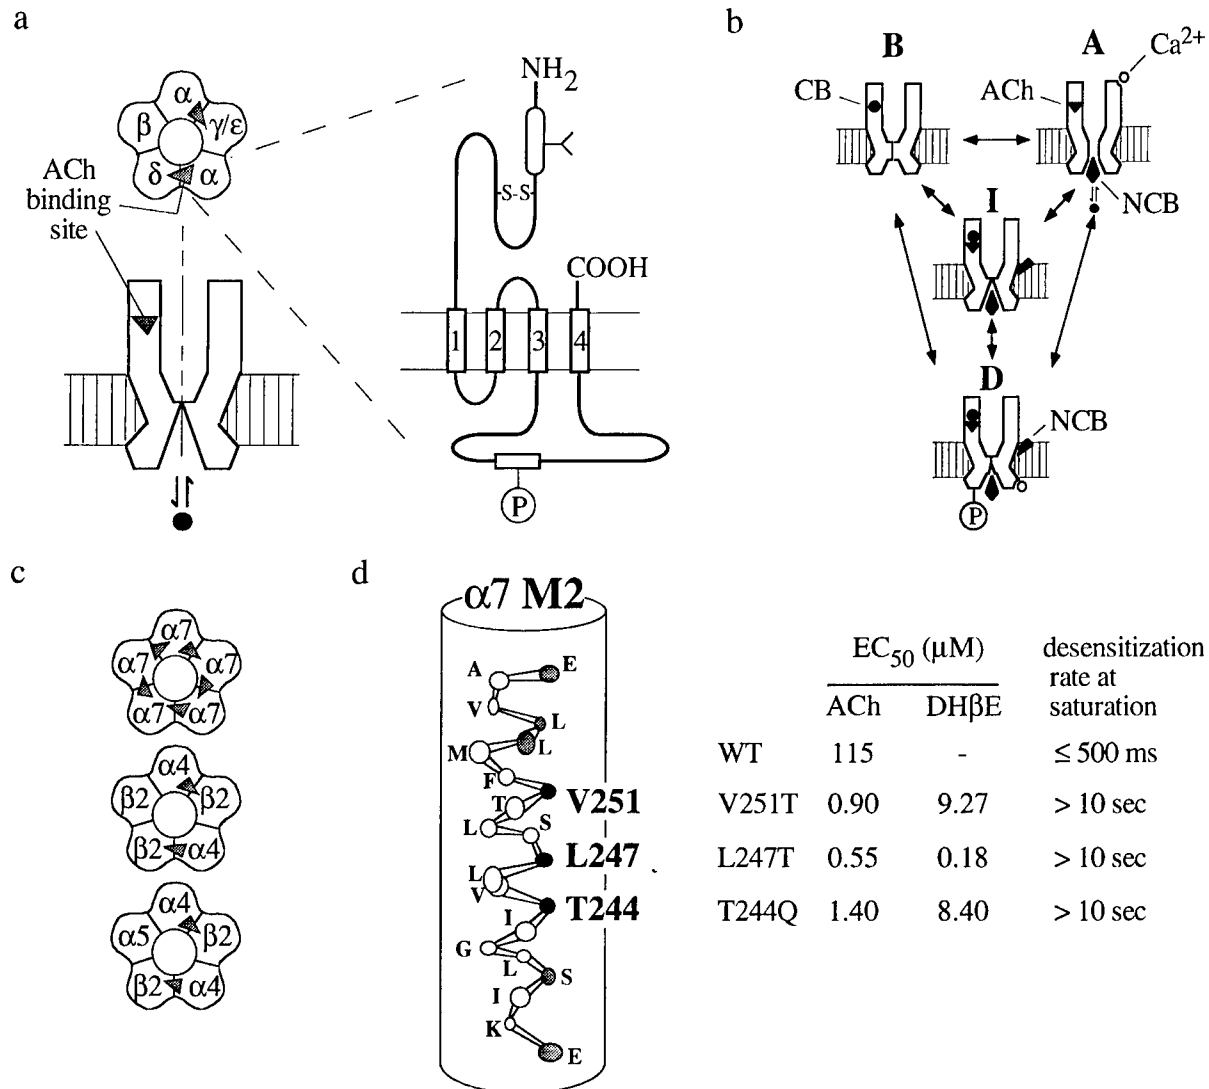 a
α
β
γ/ε
δ
α
ACh
binding
site
NH2
-S-S-
COOH
1
2
3
4
P
b
B
A
Ca2+
CB
ACh
NCB
I
D
NCB
P
c
α7
α7
α7
α7
α7
α4
β2
β2
β2
α4
α4
α5
β2
β2
α4
d
α7 M2
E
A
V
L
L
M
F
V251
T
L
S
L247
L
V
T244
I
G
L
S
I
K
E
EC50 (μM)
desensitization
rate at
saturation
ACh DHβE
WT 115 - ≤ 500 ms
V251T 0.90 9.27 > 10 sec
L247T 0.55 0.18 > 10 sec
T244Q 1.40 8.40 > 10 sec